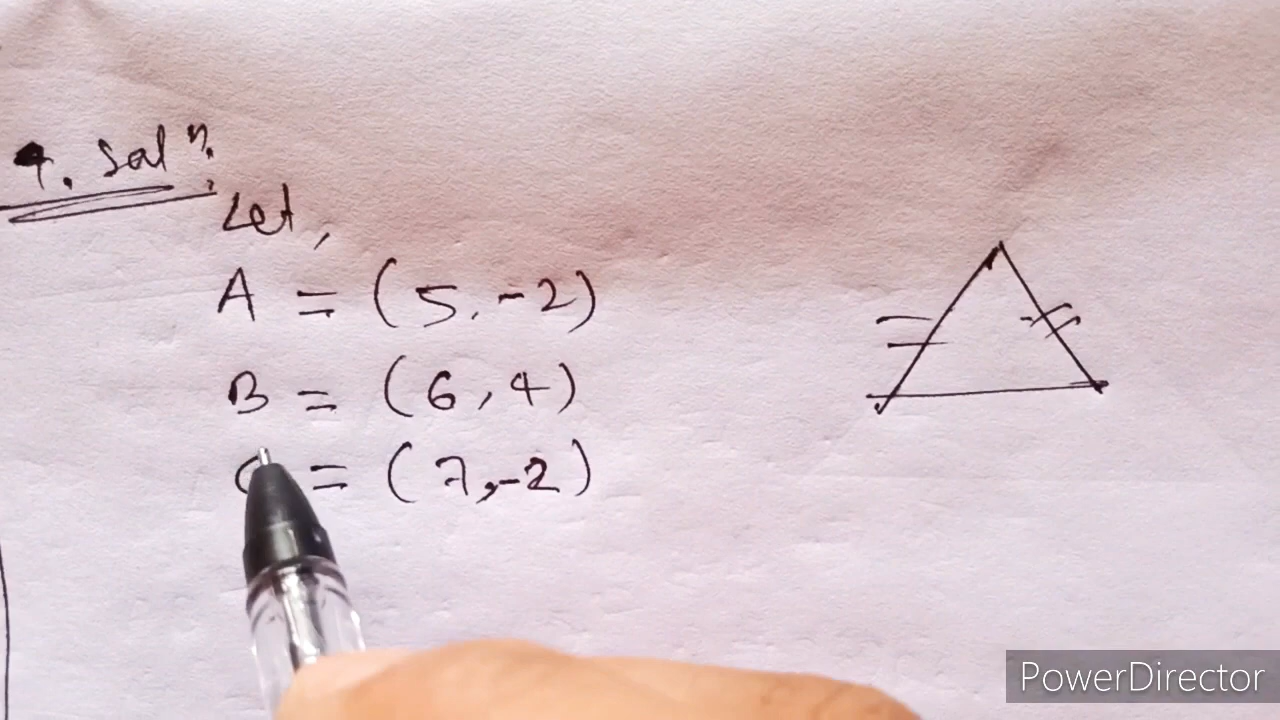 4. Solⁿ.
Let,
A = (5, -2)
B = (6, 4)
C = (7, -2)
PowerDirector